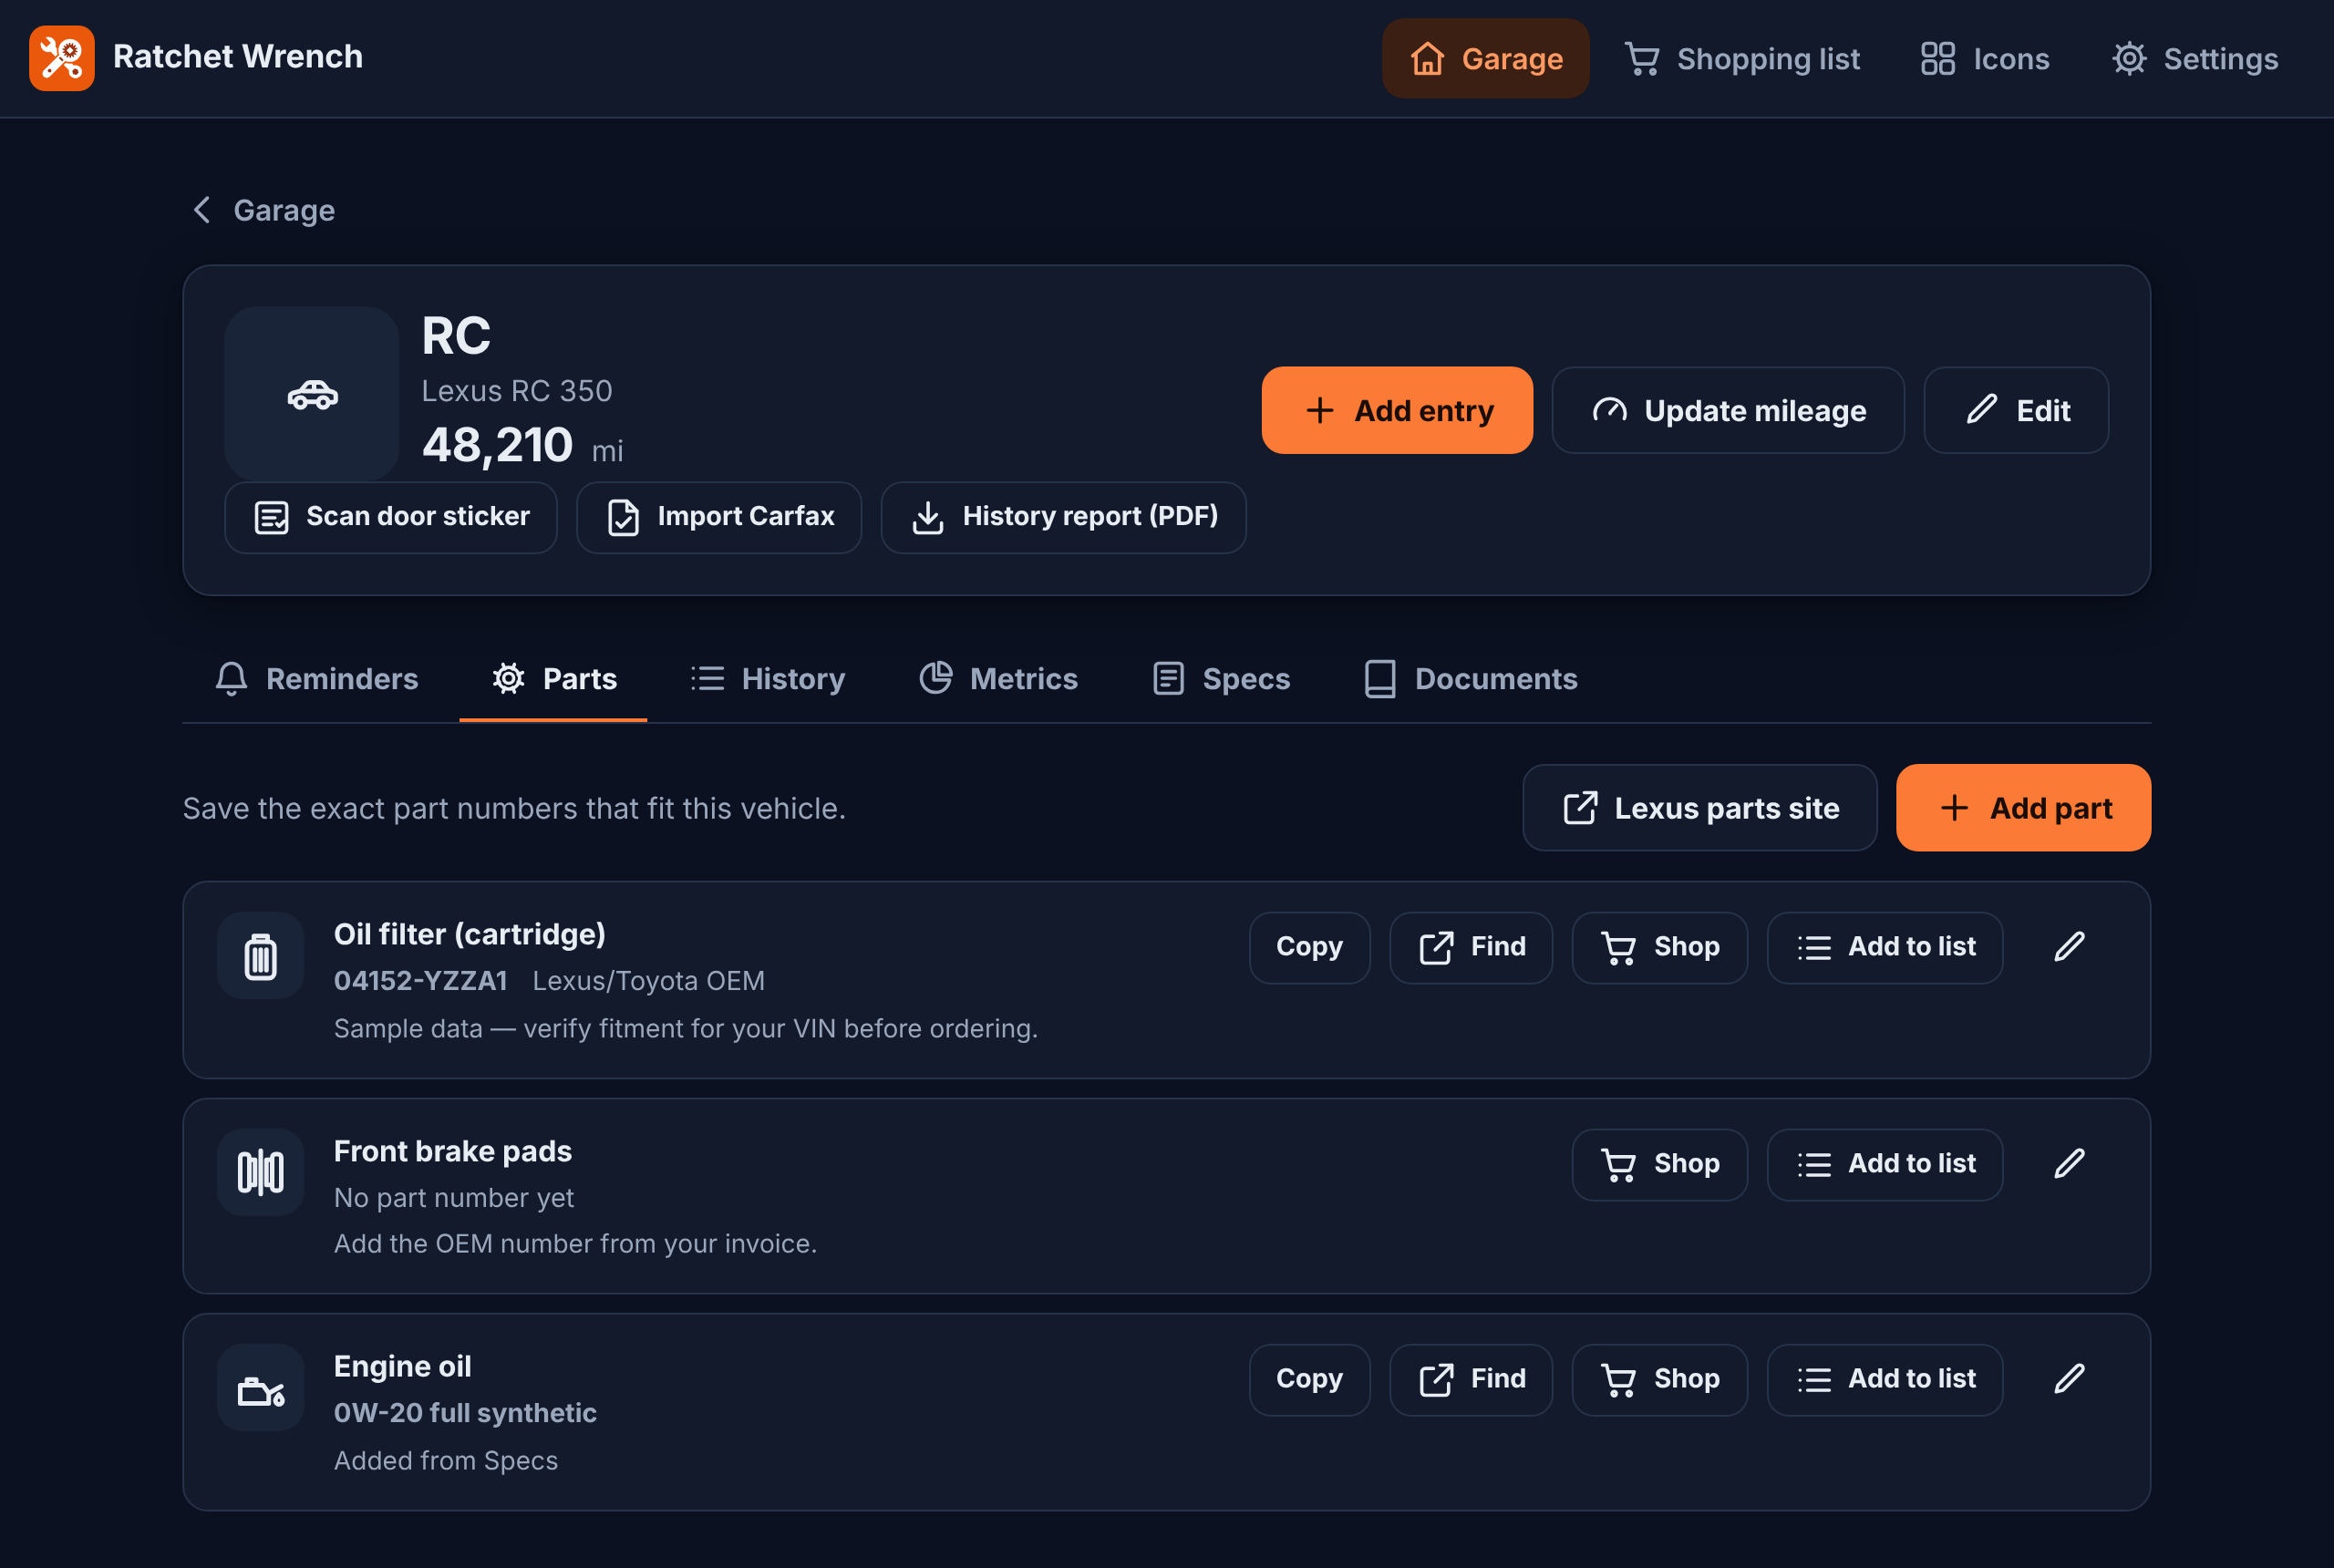 Ratchet Wrench
Garage
Shopping list
Icons
Settings
Garage
RC
Lexus RC 350
48,210 mi
Add entry
Update mileage
Edit
Scan door sticker
Import Carfax
History report (PDF)
Reminders
Parts
History
Metrics
Specs
Documents
Save the exact part numbers that fit this vehicle.
Lexus parts site
Add part
Oil filter (cartridge)
04152-YZZA1 Lexus/Toyota OEM
Sample data — verify fitment for your VIN before ordering.
Copy
Find
Shop
Add to list
Front brake pads
No part number yet
Add the OEM number from your invoice.
Shop
Add to list
Engine oil
0W-20 full synthetic
Added from Specs
Copy
Find
Shop
Add to list